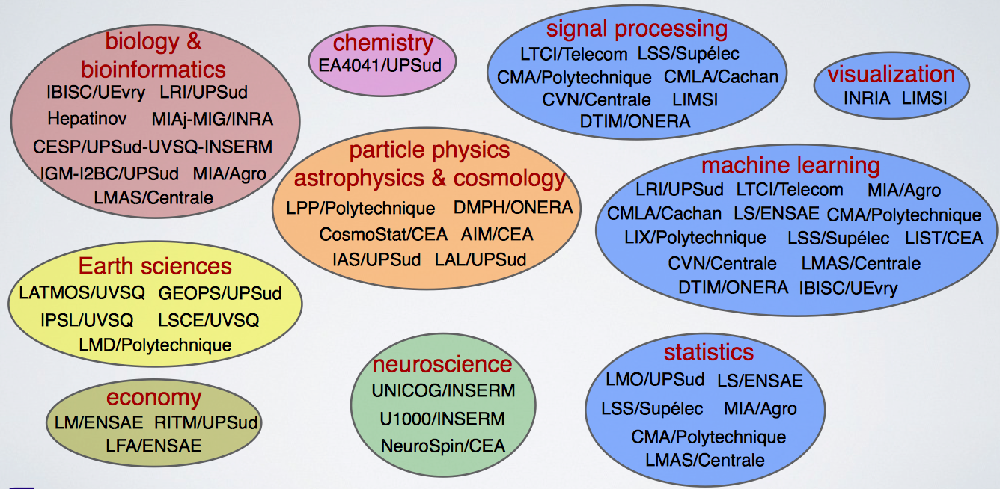 biology &
bioinformatics
IBISC/UEvry LRI/UPSud
Hepatinov MIAj-MIG/INRA
CESP/UPSud-UVSQ-INSERM
IGM-I2BC/UPSud MIA/Agro
LMAS/Centrale
chemistry
EA4041/UPSud
signal processing
LTCI/Telecom LSS/Supélec
CMA/Polytechnique CMLA/Cachan
CVN/Centrale LIMSI
DTIM/ONERA
visualization
INRIA LIMSI
particle physics
astrophysics & cosmology
LPP/Polytechnique DMPH/ONERA
CosmoStat/CEA AIM/CEA
IAS/UPSud LAL/UPSud
machine learning
LRI/UPSud LTCI/Telecom MIA/Agro
CMLA/Cachan LS/ENSAE CMA/Polytechnique
LIX/Polytechnique LSS/Supélec LIST/CEA
CVN/Centrale LMAS/Centrale
DTIM/ONERA IBISC/UEvry
Earth sciences
LATMOS/UVSQ GEOPS/UPSud
IPSL/UVSQ LSCE/UVSQ
LMD/Polytechnique
economy
LM/ENSAE RITM/UPSud
LFA/ENSAE
neuroscience
UNICOG/INSERM
U1000/INSERM
NeuroSpin/CEA
statistics
LMO/UPSud LS/ENSAE
LSS/Supélec MIA/Agro
CMA/Polytechnique
LMAS/Centrale